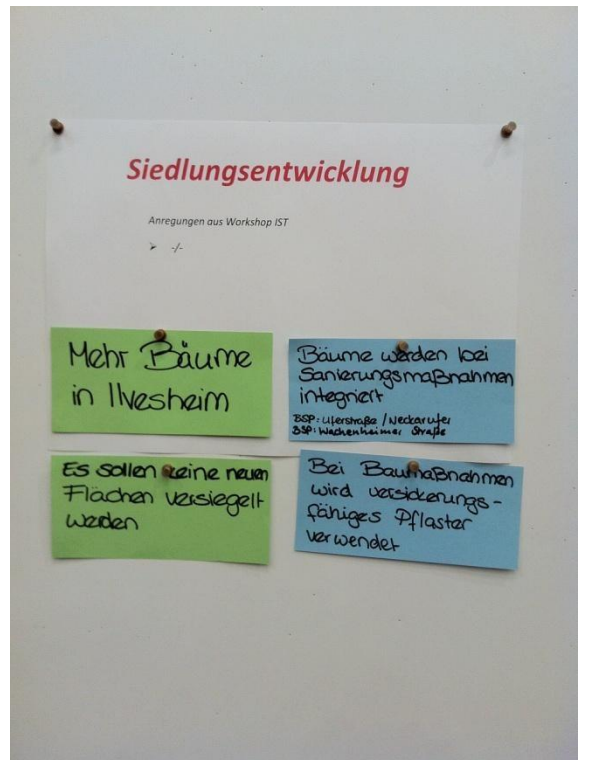 Siedlungsentwicklung
Anregungen aus Workshop IST
➢ -/-
Mehr Bäume
in Ilvesheim
Bäume werden bei
Sanierungsmaßnahmen
integriert
BSP: Uferstraße / Neckarufer
BSP: Wachenheimer Straße
Es sollen keine neuen
Flächen versiegelt
werden
Bei Baumaßnahmen
wird versickerungs-
fähiges Pflaster
verwendet